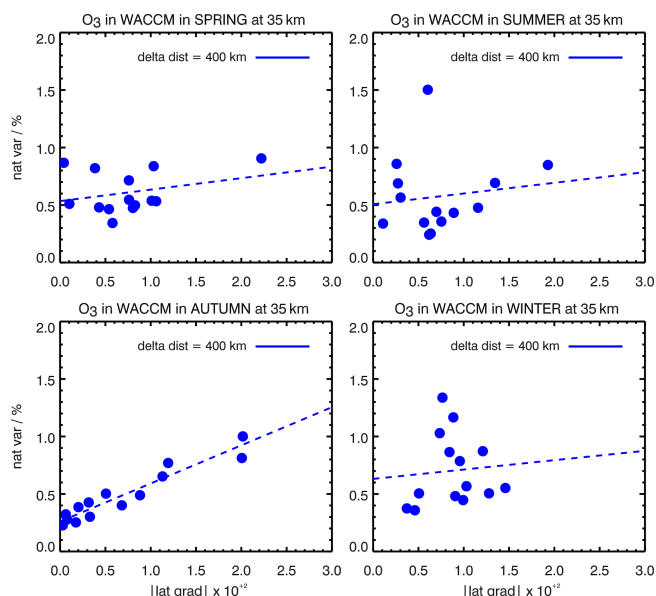 O3 in WACCM in SPRING at 35 km
O3 in WACCM in SUMMER at 35 km
2.0
1.5
1.0
0.5
0.0
nat var / %
delta dist = 400 km
0.0 0.5 1.0 1.5 2.0 2.5 3.0
2.0
1.5
1.0
0.5
0.0
delta dist = 400 km
0.0 0.5 1.0 1.5 2.0 2.5 3.0
O3 in WACCM in AUTUMN at 35 km
O3 in WACCM in WINTER at 35 km
2.0
1.5
1.0
0.5
0.0
nat var / %
delta dist = 400 km
0.0 0.5 1.0 1.5 2.0 2.5 3.0
|lat grad| x 10+2
2.0
1.5
1.0
0.5
0.0
delta dist = 400 km
0.0 0.5 1.0 1.5 2.0 2.5 3.0
|lat grad| x 10+2